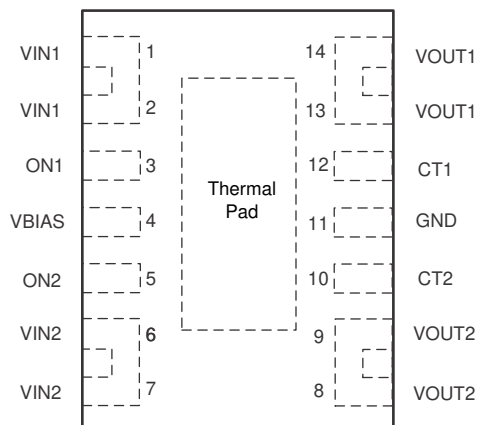 VIN1 1 14 VOUT1
VIN1 2 13 VOUT1
ON1 3 12 CT1
VBIAS 4 11 GND
ON2 5 10 CT2
VIN2 6 9 VOUT2
VIN2 7 8 VOUT2
Thermal
Pad